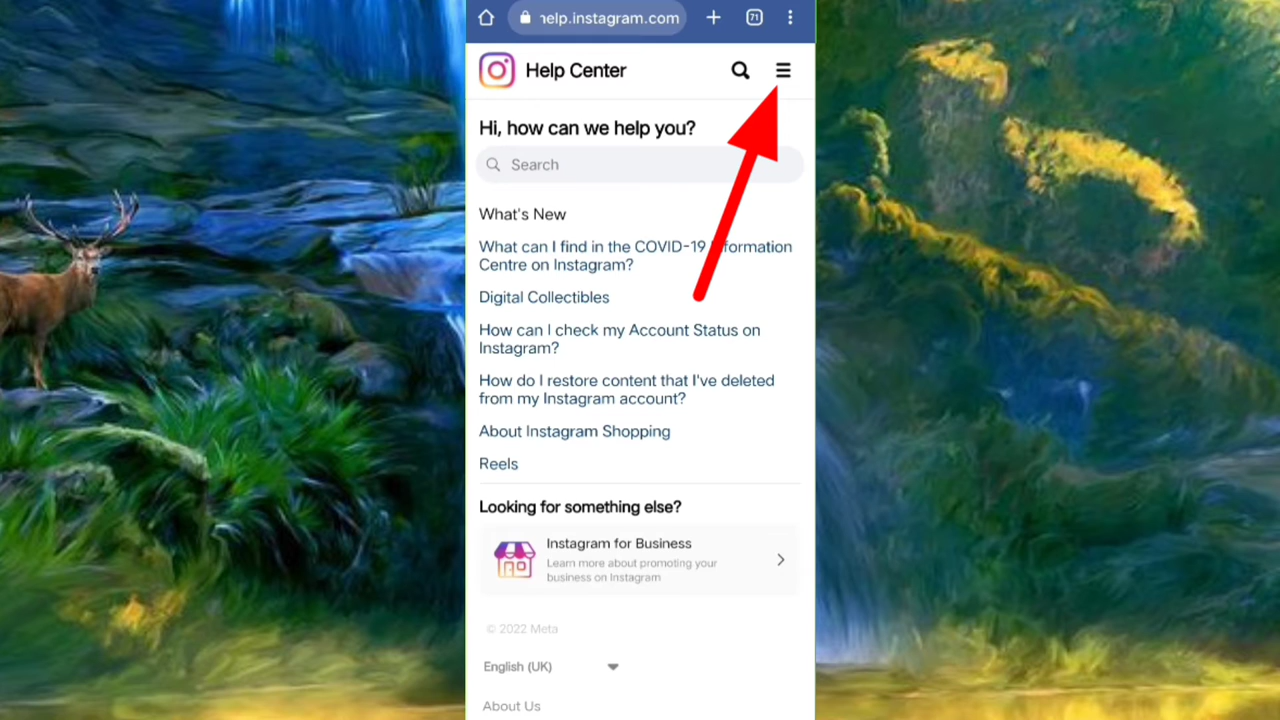 help.instagram.com
71
Help Center
Hi, how can we help you?
Search
What's New
What can I find in the COVID-19 Information
Centre on Instagram?
Digital Collectibles
How can I check my Account Status on
Instagram?
How do I restore content that I've deleted
from my Instagram account?
About Instagram Shopping
Reels
Looking for something else?
Instagram for Business
Learn more about promoting your
business on Instagram
© 2022 Meta
English (UK)
About Us